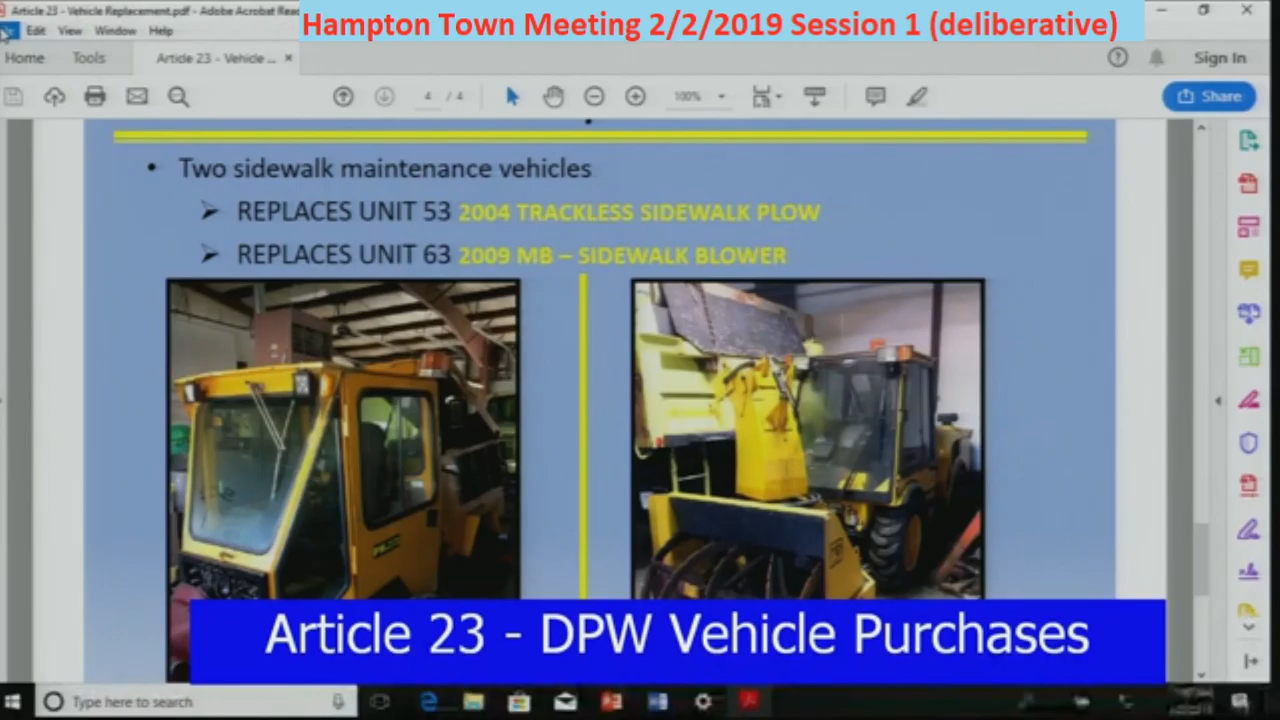 Article 23 - Vehicle Replacement.pdf - Adobe Acrobat Rea
Hampton Town Meeting 2/2/2019 Session 1 (deliberative)
Edit View Window Help
Home Tools Article 23 - Vehicle ... × Sign In
4 / 4 100% Share
• Two sidewalk maintenance vehicles
➢ REPLACES UNIT 53 2004 TRACKLESS SIDEWALK PLOW
➢ REPLACES UNIT 63 2009 MB – SIDEWALK BLOWER
Article 23 - DPW Vehicle Purchases
Type here to search